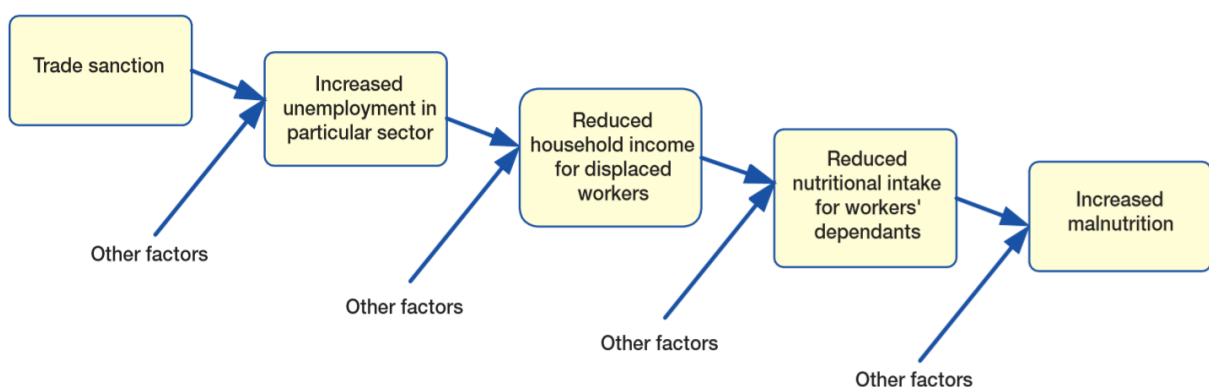 Trade sanction
Increased
unemployment in
particular sector
Reduced
household income
for displaced
workers
Reduced
nutritional intake
for workers'
dependants
Increased
malnutrition
Other factors
Other factors
Other factors
Other factors